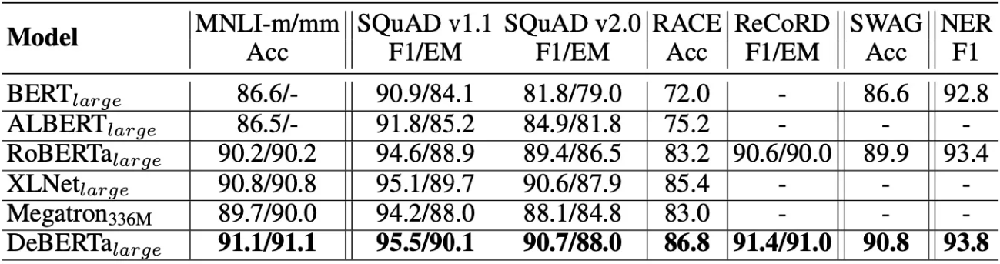 Model MNLI-m/mm SQuAD v1.1 SQuAD v2.0 RACE ReCoRD SWAG NER
Acc F1/EM F1/EM Acc F1/EM Acc F1
BERTlarge 86.6/- 90.9/84.1 81.8/79.0 72.0 - 86.6 92.8
ALBERTlarge 86.5/- 91.8/85.2 84.9/81.8 75.2 - - -
RoBERTalarge 90.2/90.2 94.6/88.9 89.4/86.5 83.2 90.6/90.0 89.9 93.4
XLNetlarge 90.8/90.8 95.1/89.7 90.6/87.9 85.4 - - -
Megatron336M 89.7/90.0 94.2/88.0 88.1/84.8 83.0 - - -
DeBERTalarge 91.1/91.1 95.5/90.1 90.7/88.0 86.8 91.4/91.0 90.8 93.8